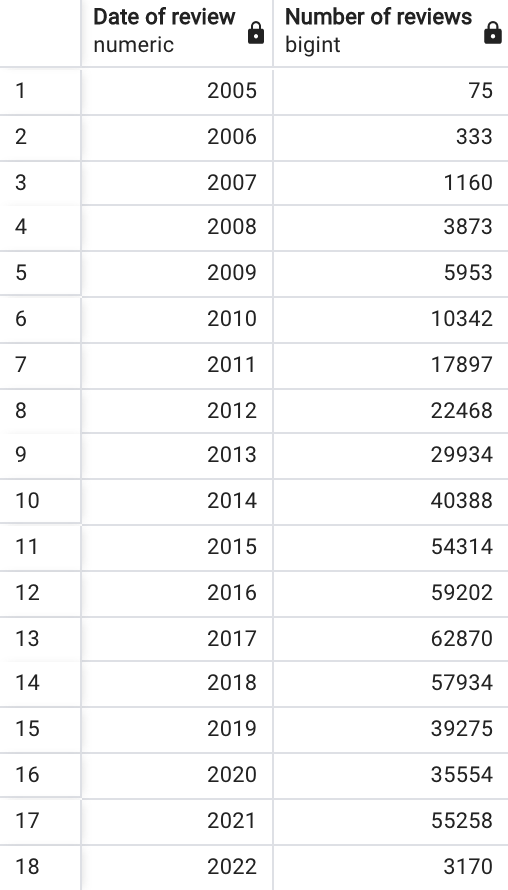 Date of review Number of reviews
numeric bigint
1 2005 75
2 2006 333
3 2007 1160
4 2008 3873
5 2009 5953
6 2010 10342
7 2011 17897
8 2012 22468
9 2013 29934
10 2014 40388
11 2015 54314
12 2016 59202
13 2017 62870
14 2018 57934
15 2019 39275
16 2020 35554
17 2021 55258
18 2022 3170